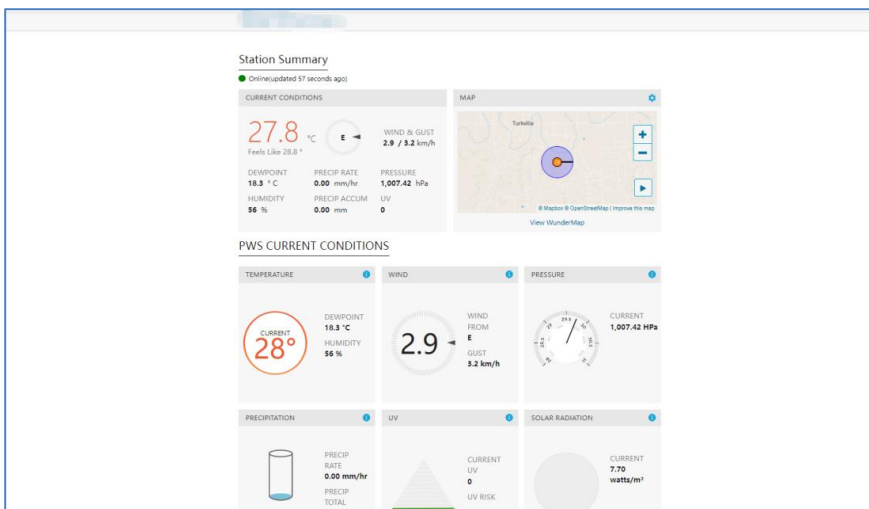 Station Summary
Online(updated 57 seconds ago)
CURRENT CONDITIONS
27.8 °C
Feels Like 28.8 °
E
WIND & GUST
2.9 / 3.2 km/h
DEWPOINT
18.3 °C
PRECIP RATE
0.00 mm/hr
PRESSURE
1,007.42 hPa
HUMIDITY
56 %
PRECIP ACCUM
0.00 mm
UV
0
MAP
+
−
© Mapbox © OpenStreetMap | Improve this map
View WunderMap
PWS CURRENT CONDITIONS
TEMPERATURE
CURRENT
28°
DEWPOINT
18.3 °C
HUMIDITY
56 %
WIND
2.9
WIND
FROM
E
GUST
3.2 km/h
PRESSURE
29.5
CURRENT
1,007.42 HPa
PRECIPITATION
PRECIP
RATE
0.00 mm/hr
PRECIP
TOTAL
UV
CURRENT
UV
0
UV RISK
SOLAR RADIATION
CURRENT
7.70
watts/m²